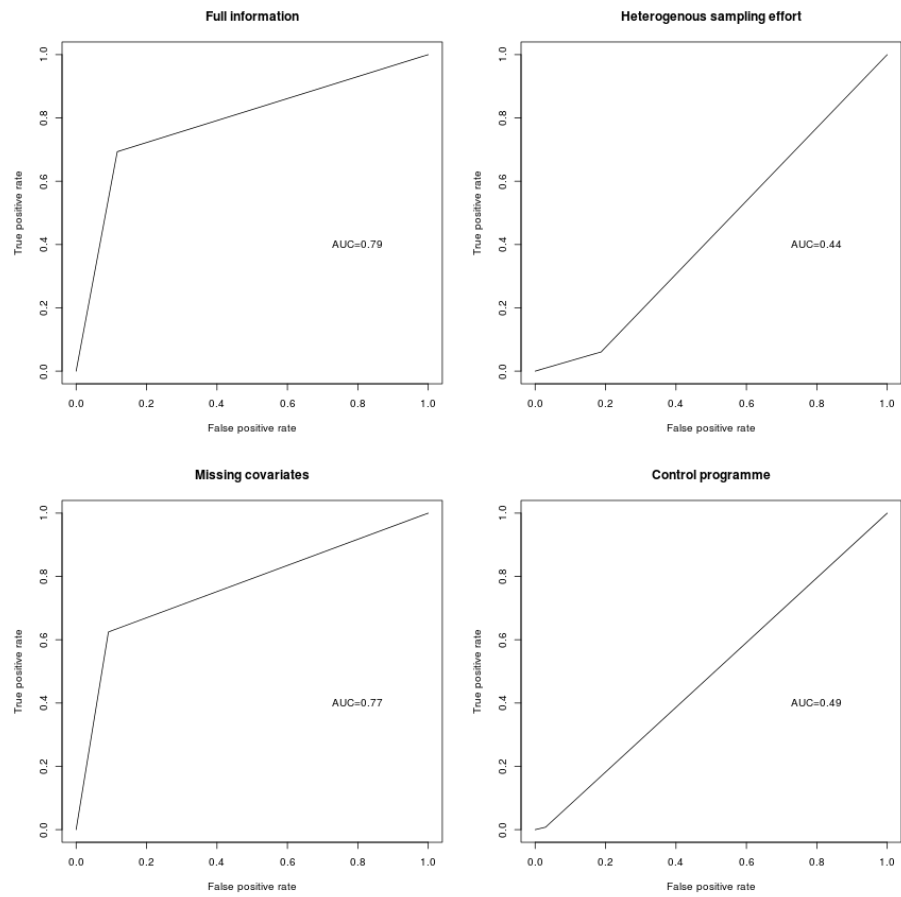 Full information
1.0
0.8
0.6
0.4
0.2
0.0
True positive rate
AUC=0.79
0.0 0.2 0.4 0.6 0.8 1.0
False positive rate
Heterogenous sampling effort
1.0
0.8
0.6
0.4
0.2
0.0
True positive rate
AUC=0.44
0.0 0.2 0.4 0.6 0.8 1.0
False positive rate
Missing covariates
1.0
0.8
0.6
0.4
0.2
0.0
True positive rate
AUC=0.77
0.0 0.2 0.4 0.6 0.8 1.0
False positive rate
Control programme
1.0
0.8
0.6
0.4
0.2
0.0
True positive rate
AUC=0.49
0.0 0.2 0.4 0.6 0.8 1.0
False positive rate